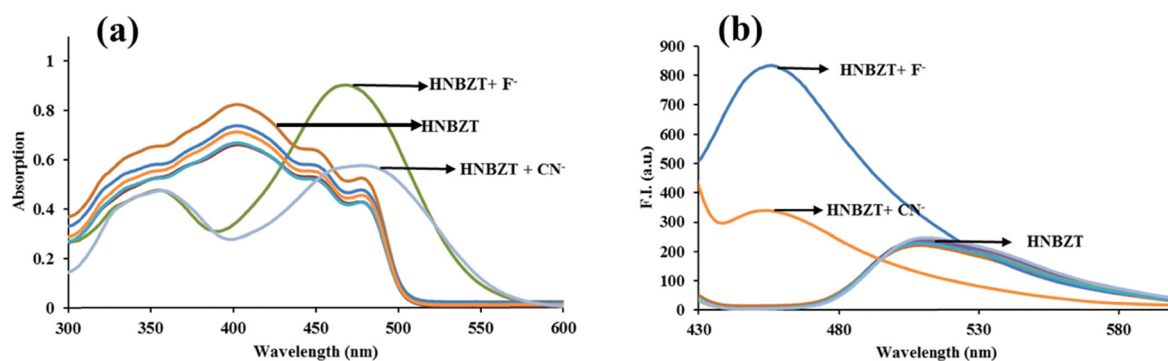 (a)
1
0.8
0.6
0.4
0.2
0
300
350
400
450
500
550
600
Absorption
Wavelength (nm)
HNBZT+ F-
HNBZT
HNBZT + CN-
(b)
900
800
700
600
500
400
300
200
100
0
430
480
530
580
F.I. (a.u.)
Wavelength (nm)
HNBZT+ F-
HNBZT+ CN-
HNBZT